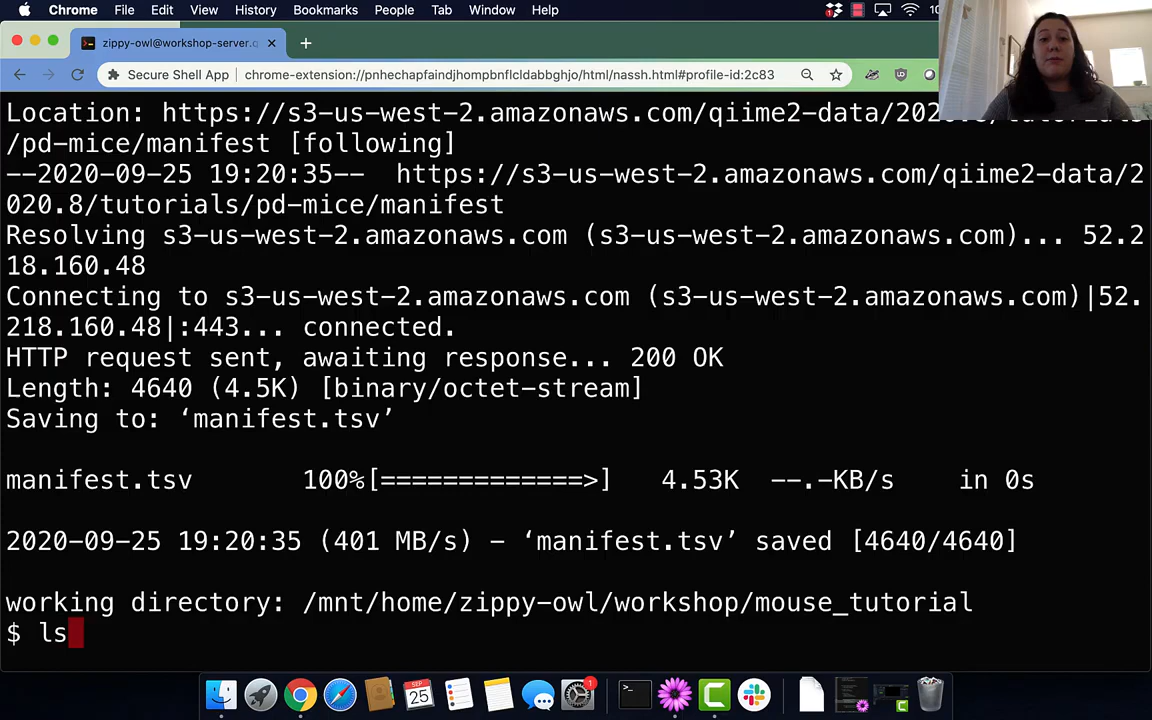 Chrome File Edit View History Bookmarks People Tab Window Help
zippy-owl@workshop-server.q
Secure Shell App chrome-extension://pnhechapfaindjhompbnflcldabbghjo/html/nassh.html#profile-id:2c83
Location: https://s3-us-west-2.amazonaws.com/qiime2-data/2020.8/tutorials
/pd-mice/manifest [following]
--2020-09-25 19:20:35-- https://s3-us-west-2.amazonaws.com/qiime2-data/2
020.8/tutorials/pd-mice/manifest
Resolving s3-us-west-2.amazonaws.com (s3-us-west-2.amazonaws.com)... 52.2
18.160.48
Connecting to s3-us-west-2.amazonaws.com (s3-us-west-2.amazonaws.com)|52.
218.160.48|:443... connected.
HTTP request sent, awaiting response... 200 OK
Length: 4640 (4.5K) [binary/octet-stream]
Saving to: ‘manifest.tsv’
manifest.tsv 100%[=============>] 4.53K --.-KB/s in 0s
2020-09-25 19:20:35 (401 MB/s) - ‘manifest.tsv’ saved [4640/4640]
working directory: /mnt/home/zippy-owl/workshop/mouse_tutorial
$ ls
SEP
25
1